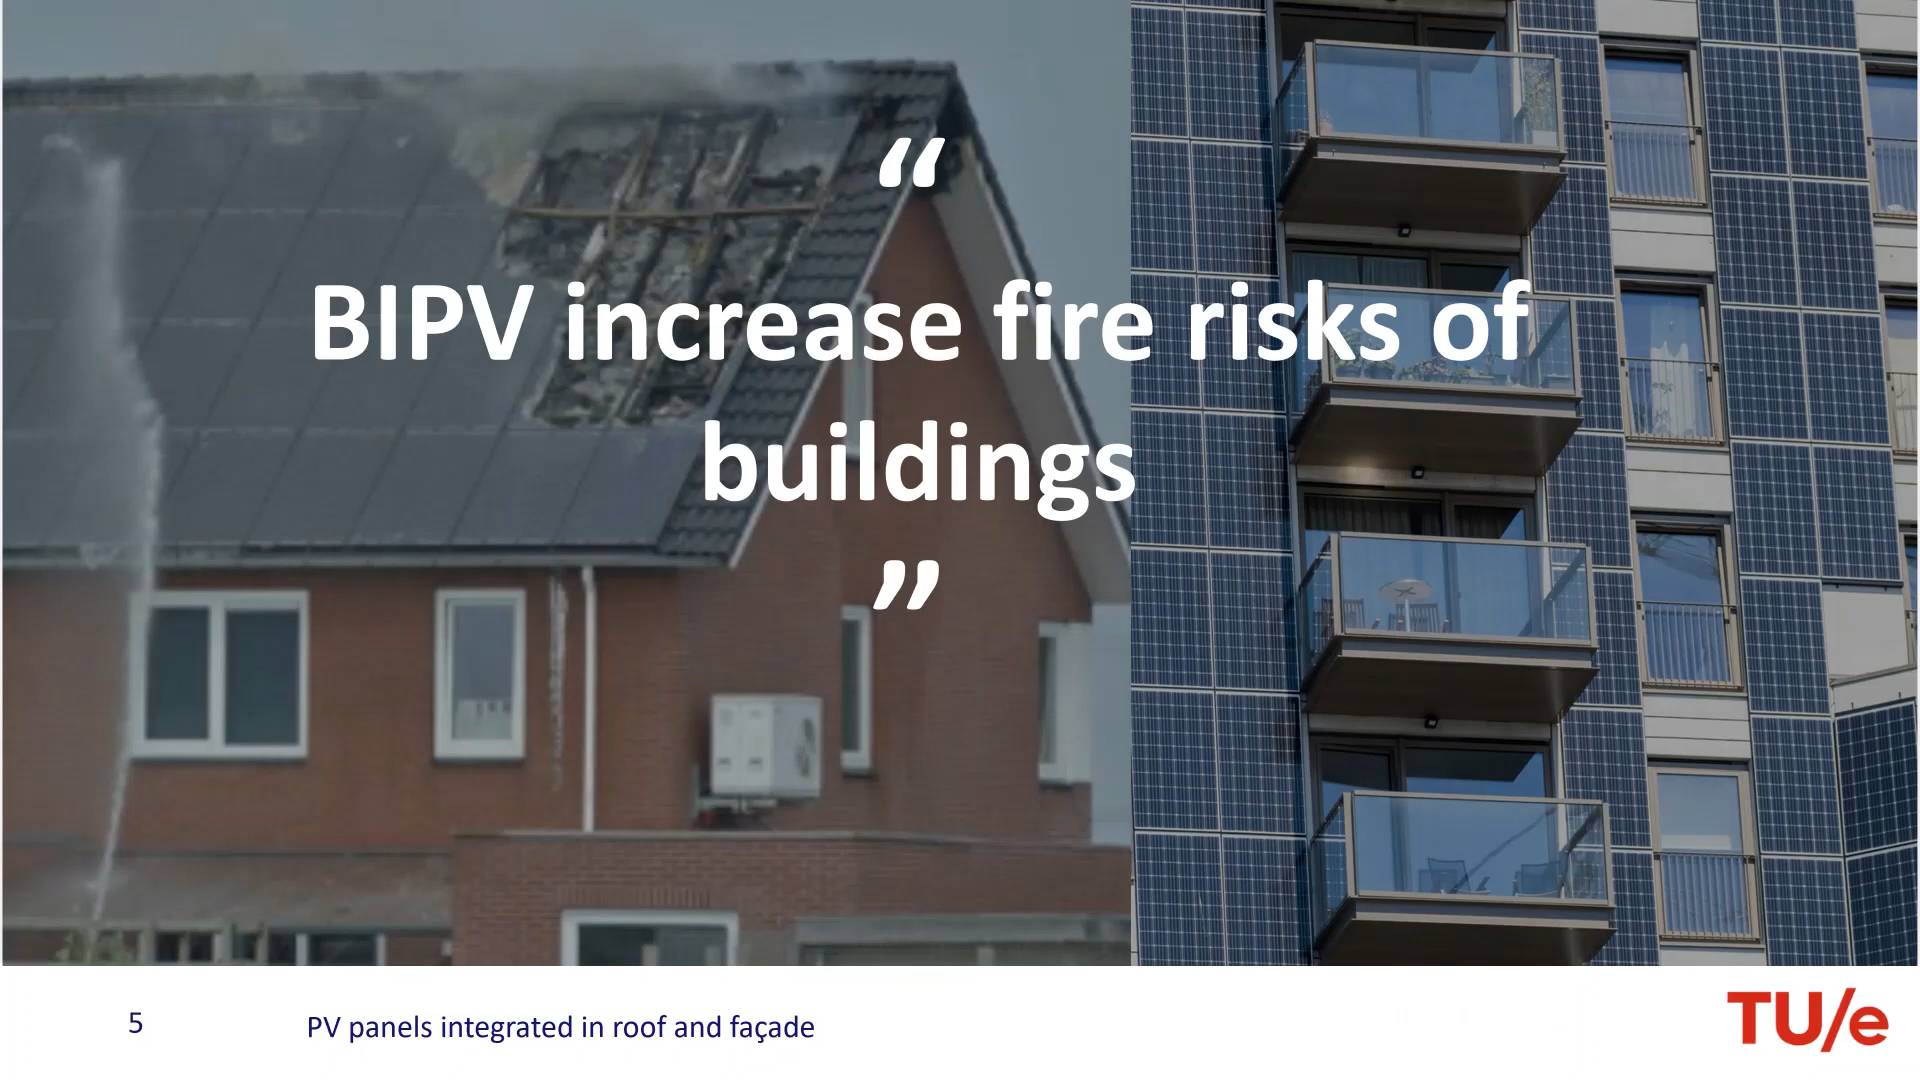 “
BIPV increase fire risks of
buildings
”
5
PV panels integrated in roof and façade
TU/e